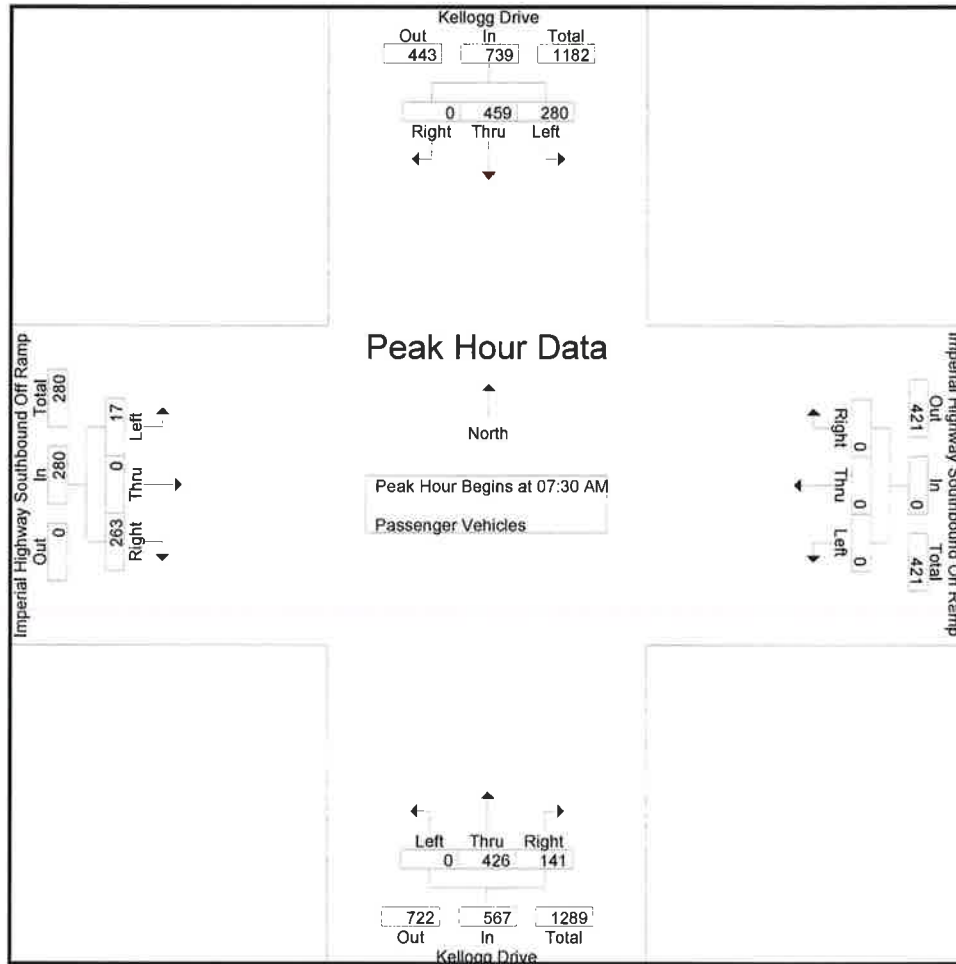 Kellogg Drive
Out In Total
443 739 1182
0 459 280
Right Thru Left
Peak Hour Data
North
Peak Hour Begins at 07:30 AM
Passenger Vehicles
Imperial Highway Southbound Off Ramp
Out In Total
0 280 280
Left Thru Right
17 0 263
Imperial Highway Southbound Off Ramp
Out In Total
421 0 421
Right Thru Left
0 0 0
Left Thru Right
0 426 141
722 567 1289
Out In Total
Kellogg Drive